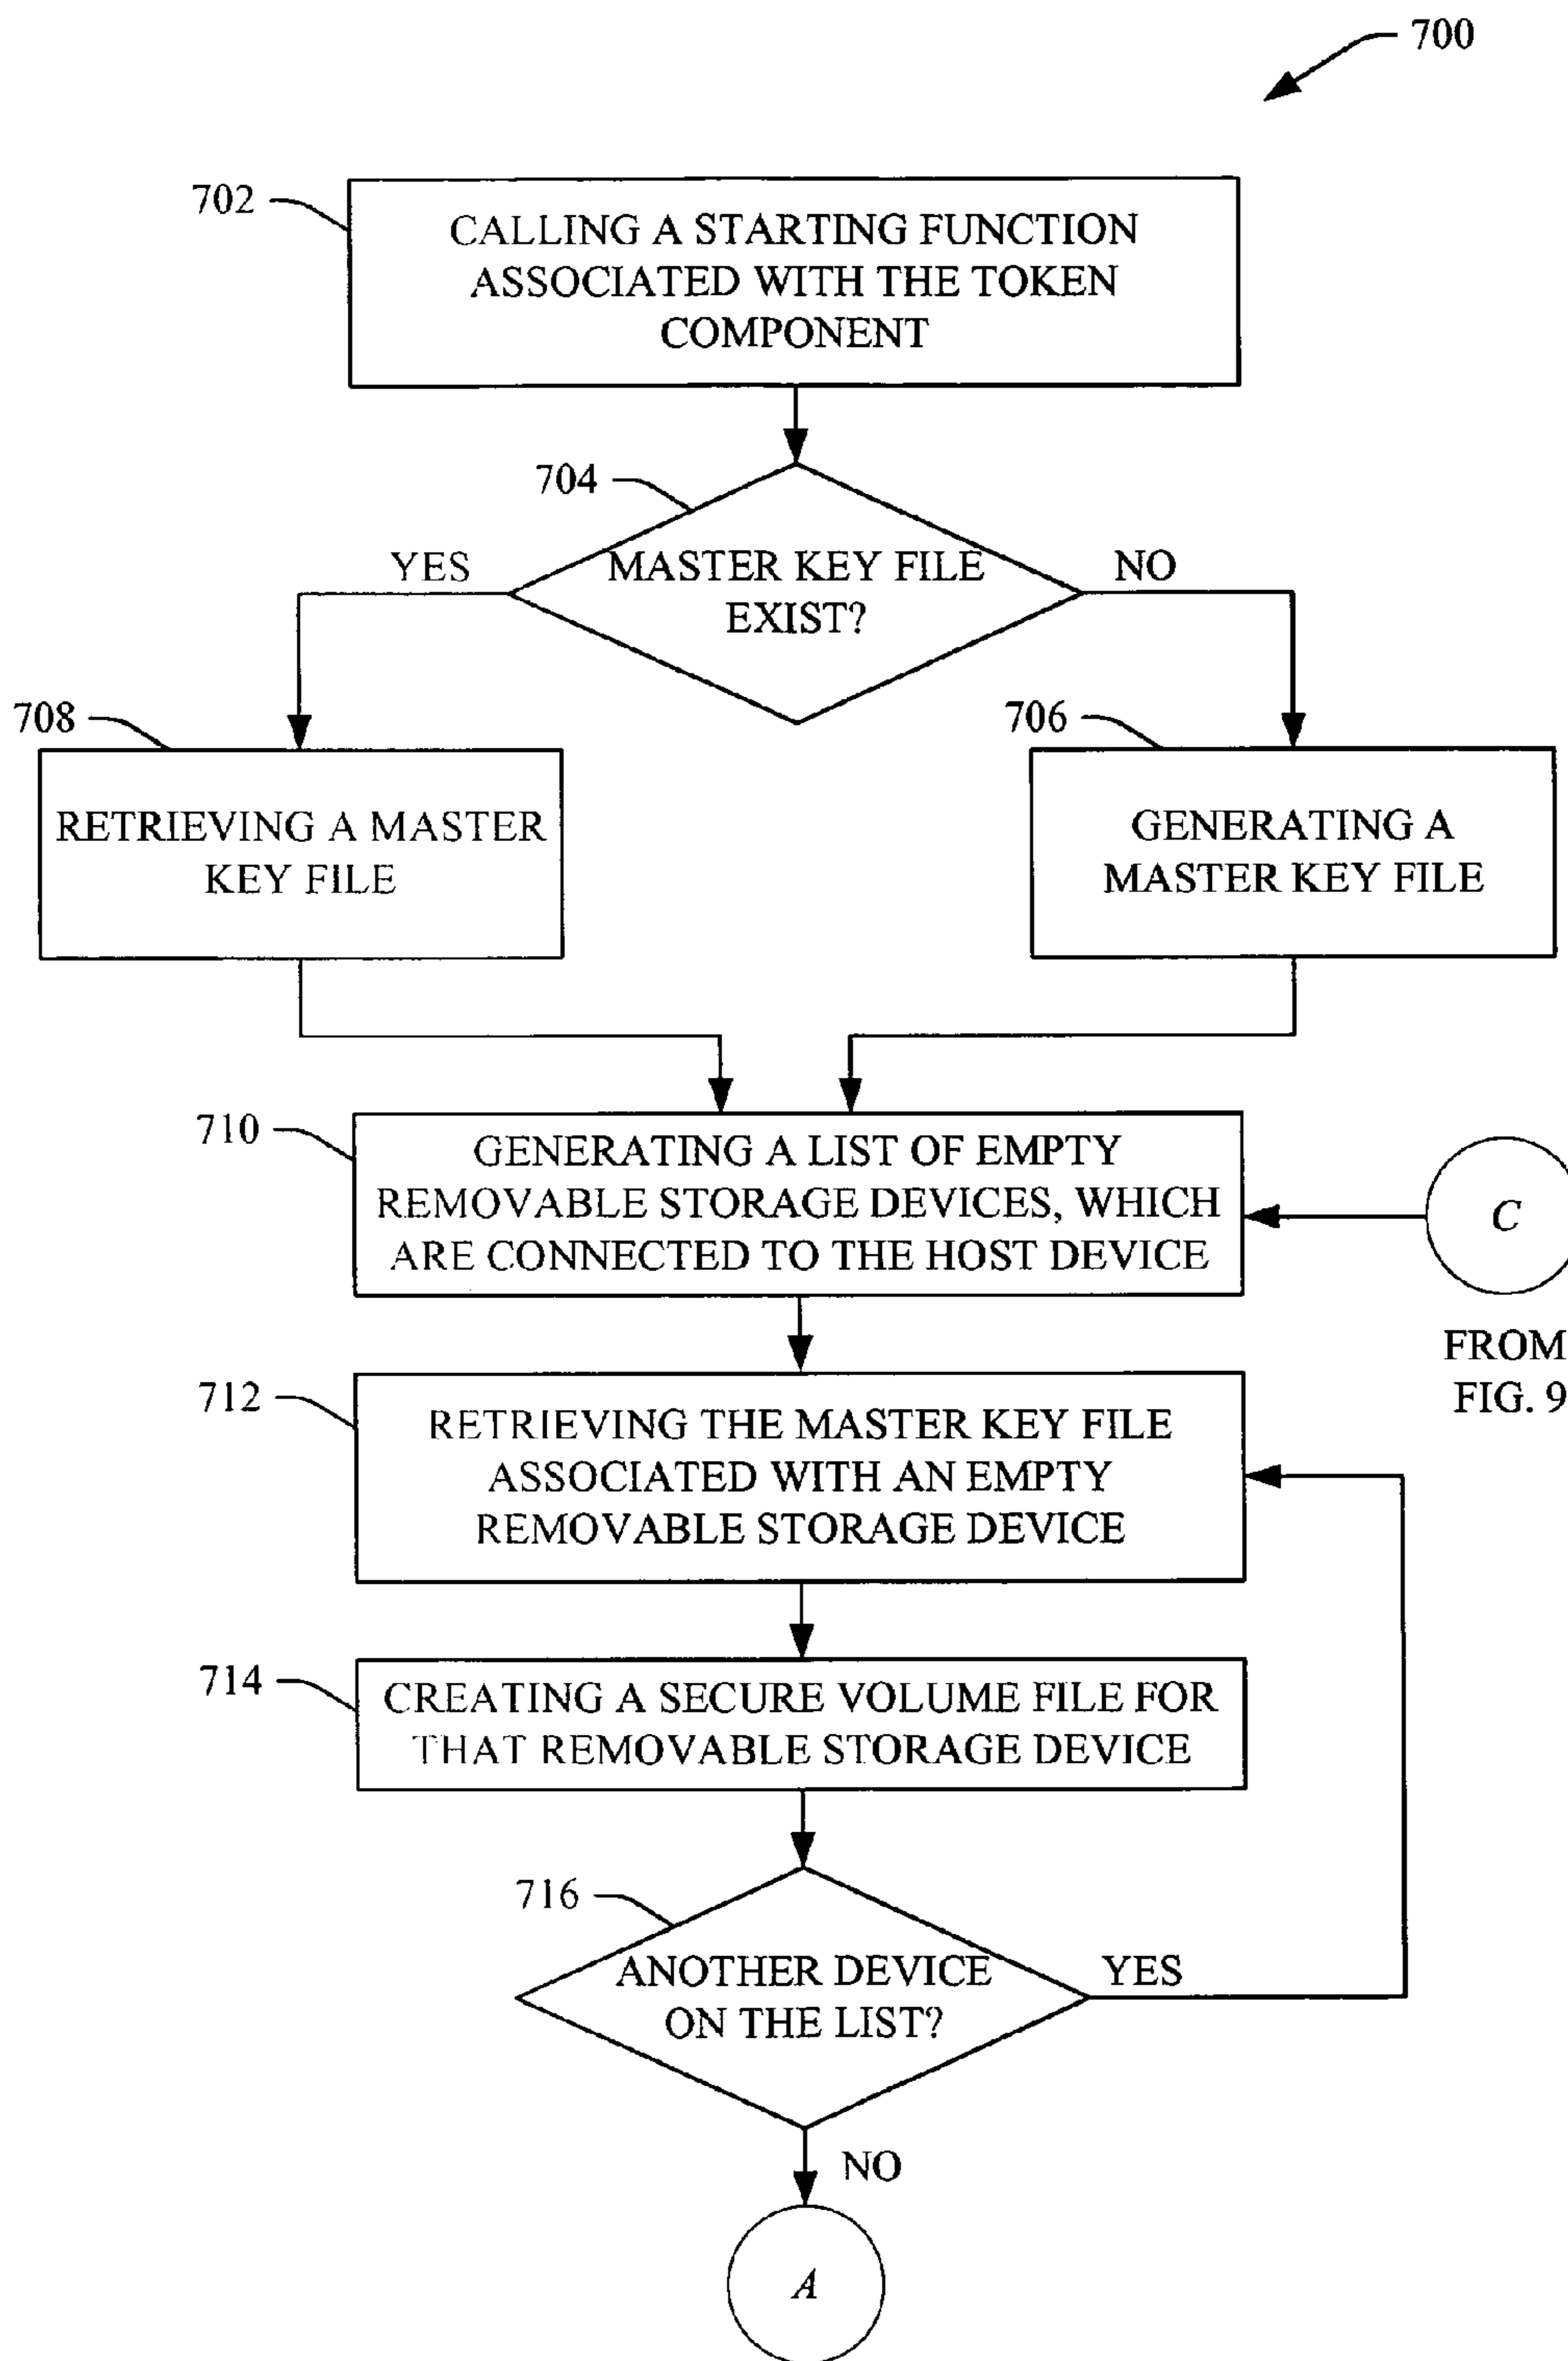 700
702
CALLING A STARTING FUNCTION
ASSOCIATED WITH THE TOKEN
COMPONENT
704
YES
MASTER KEY FILE
EXIST?
NO
708
706
RETRIEVING A MASTER
KEY FILE
GENERATING A
MASTER KEY FILE
710
GENERATING A LIST OF EMPTY
REMOVABLE STORAGE DEVICES, WHICH
ARE CONNECTED TO THE HOST DEVICE
C
FROM
FIG. 9
712
RETRIEVING THE MASTER KEY FILE
ASSOCIATED WITH AN EMPTY
REMOVABLE STORAGE DEVICE
714
CREATING A SECURE VOLUME FILE FOR
THAT REMOVABLE STORAGE DEVICE
716
ANOTHER DEVICE
ON THE LIST?
YES
NO
A